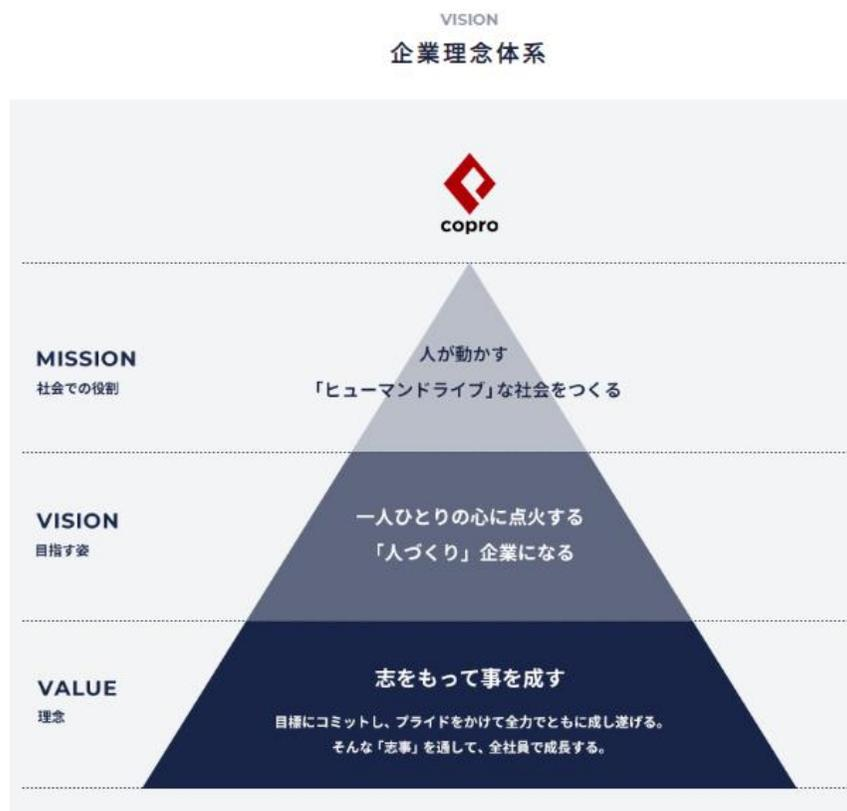 VISION
企業理念体系
copro
MISSION
社会での役割
人が動かす
「ヒューマンドライブ」な社会をつくる
VISION
目指す姿
一人ひとりの心に点火する
「人づくり」企業になる
VALUE
理念
志をもって事を成す
目標にコミットし、プライドをかけて全力でともに成し遂げる。
そんな「志事」を通して、全社員で成長する。